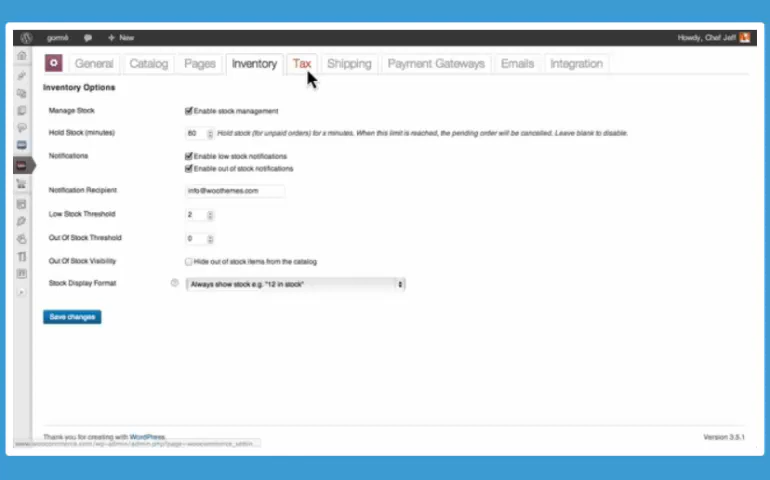 gormé + New Howdy, Chef Jeff
General Catalog Pages Inventory Tax Shipping Payment Gateways Emails Integration
Inventory Options
Manage Stock Enable stock management
Hold Stock (minutes) 60 Hold stock (for unpaid orders) for x minutes. When this limit is reached, the pending order will be cancelled. Leave blank to disable.
Notifications Enable low stock notifications
Enable out of stock notifications
Notification Recipient info@woothemes.com
Low Stock Threshold 2
Out Of Stock Threshold 0
Out Of Stock Visibility Hide out of stock items from the catalog
Stock Display Format Always show stock e.g. "12 in stock"
Save changes
Thank you for creating with WordPress. Version 3.5.1